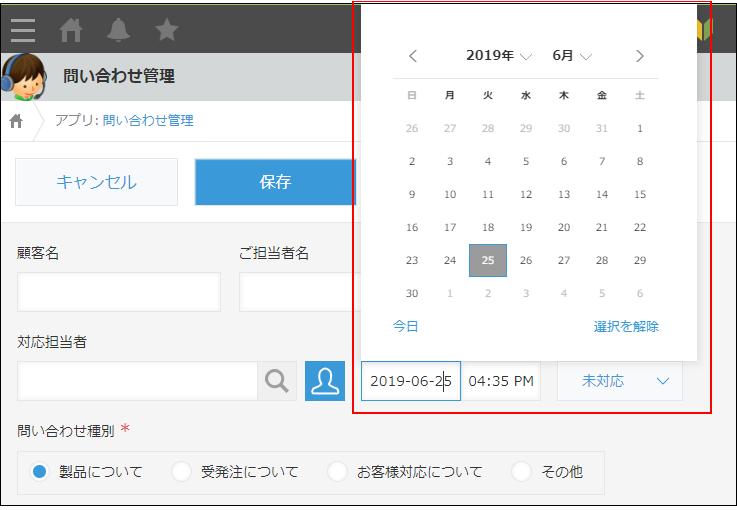 問い合わせ管理
アプリ: 問い合わせ管理
キャンセル 保存
2019年 6月
日 月 火 水 木 金 土
26 27 28 29 30 31 1
2 3 4 5 6 7 8
9 10 11 12 13 14 15
16 17 18 19 20 21 22
23 24 25 26 27 28 29
30 1 2 3 4 5 6
今日 選択を解除
顧客名 ご担当者名
対応担当者
2019-06-25 04:35 PM 未対応
問い合わせ種別 *
製品について 受発注について お客様対応について その他